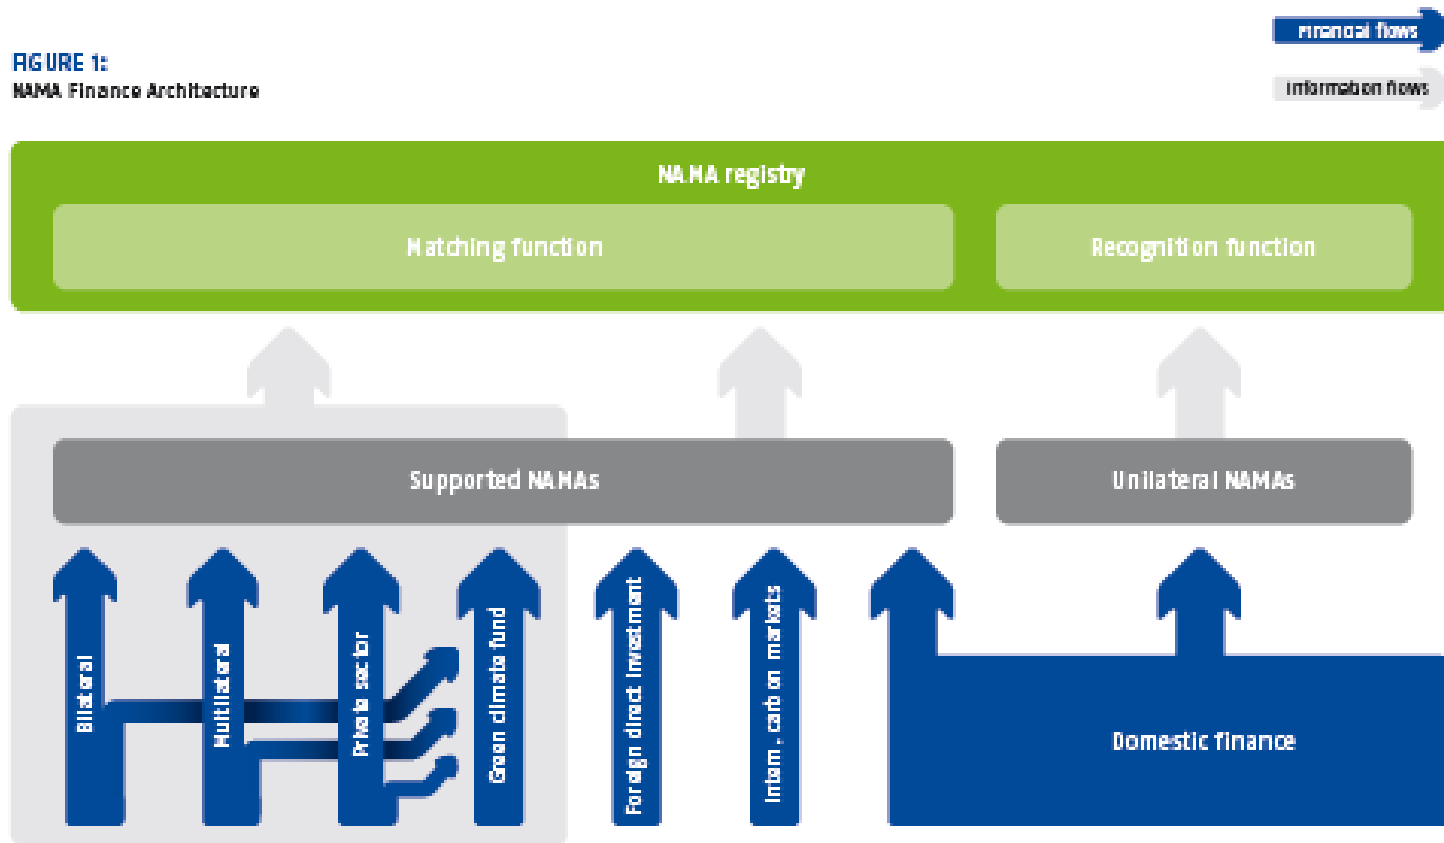 Financial flows
FIGURE 1:
NAMA Finance Architecture
Information flows
NAMA registry
Matching function
Recognition function
Supported NAMAs
Unilateral NAMAs
Bilateral
Multilateral
Private sector
Green climate fund
Foreign direct investment
Intern, carbon markets
Domestic finance